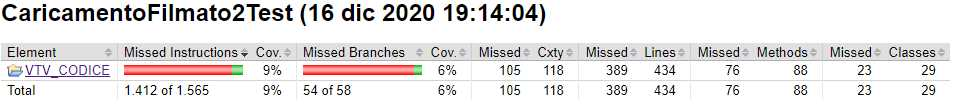 CaricamentoFilmato2Test (16 dic 2020 19:14:04)
Element Missed Instructions Cov. Missed Branches Cov. Missed Cxty Missed Lines Missed Methods Missed Classes
VTV_CODICE 9% 6% 105 118 389 434 76 88 23 29
Total 1.412 of 1.565 9% 54 of 58 6% 105 118 389 434 76 88 23 29